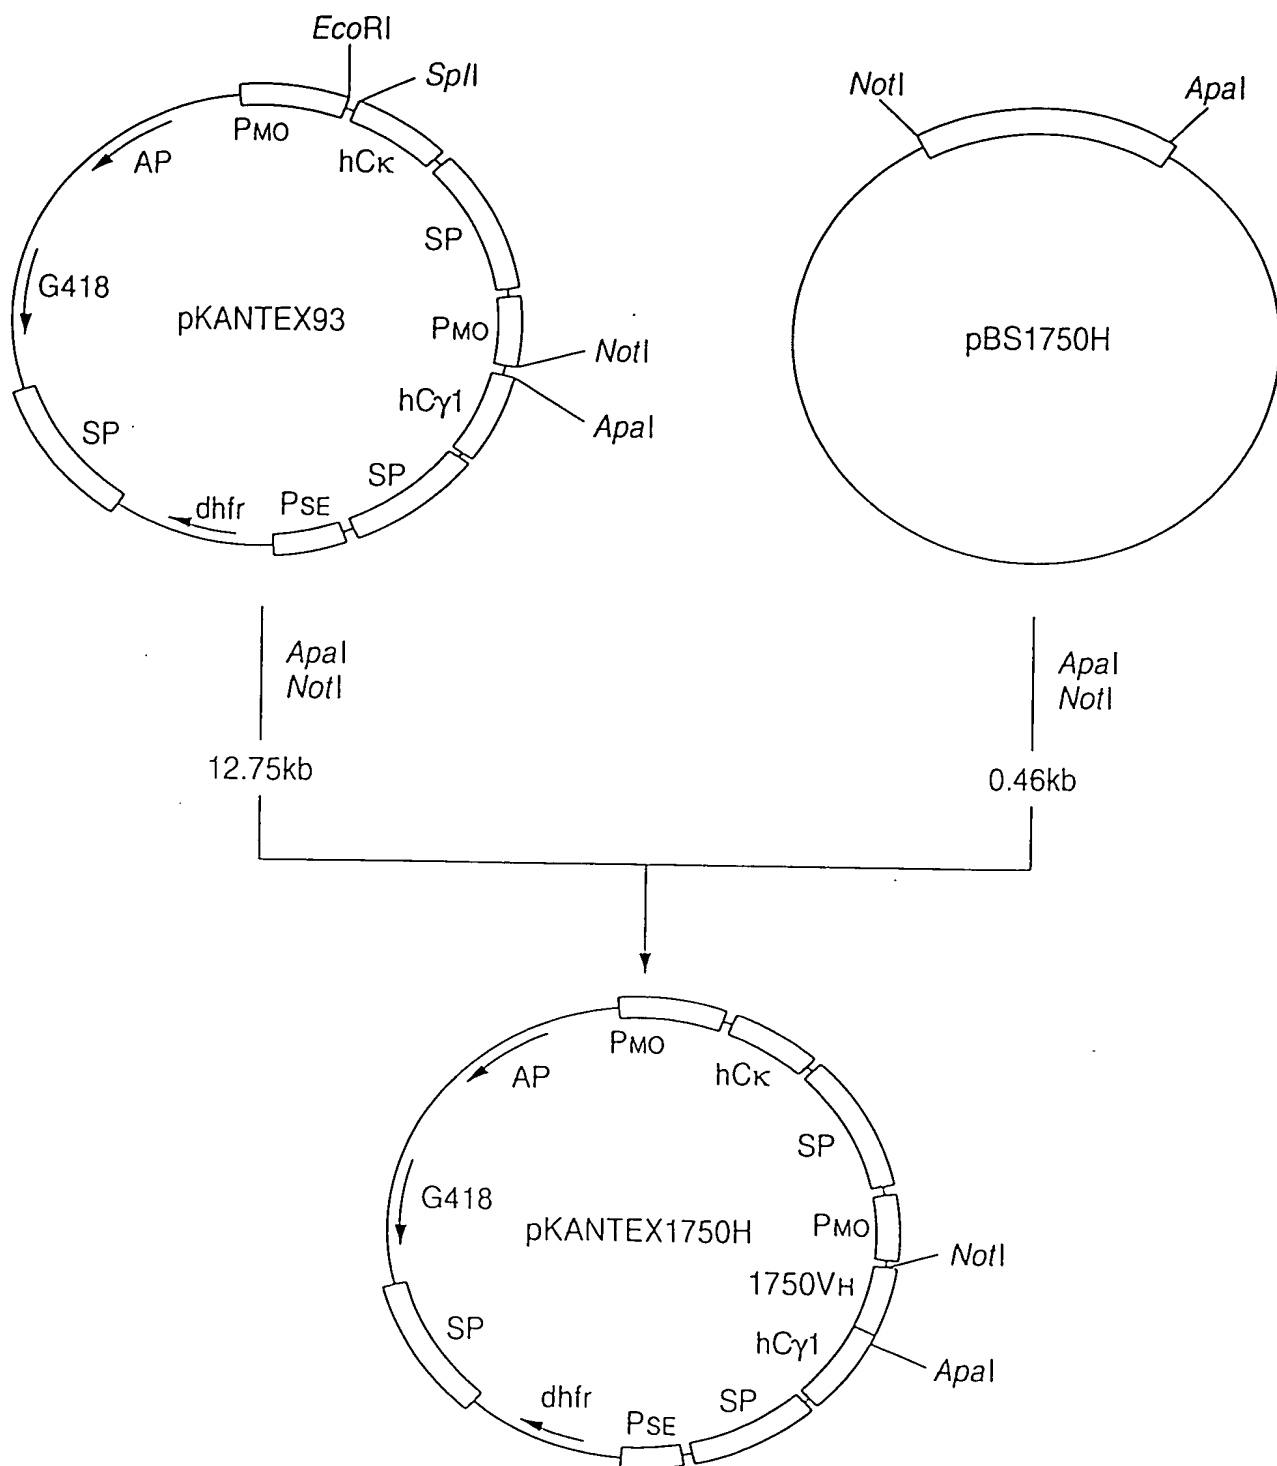 EcoRI
SplI
PMO
hCκ
AP
SP
G418
pKANTEX93
PMO
NotI
hCγ1
ApaI
SP
SP
PSE
dhfr
NotI
ApaI
pBS1750H
ApaI
NotI
12.75kb
ApaI
NotI
0.46kb
PMO
hCκ
AP
SP
G418
pKANTEX1750H
PMO
NotI
1750VH
hCγ1
ApaI
SP
SP
dhfr
PSE